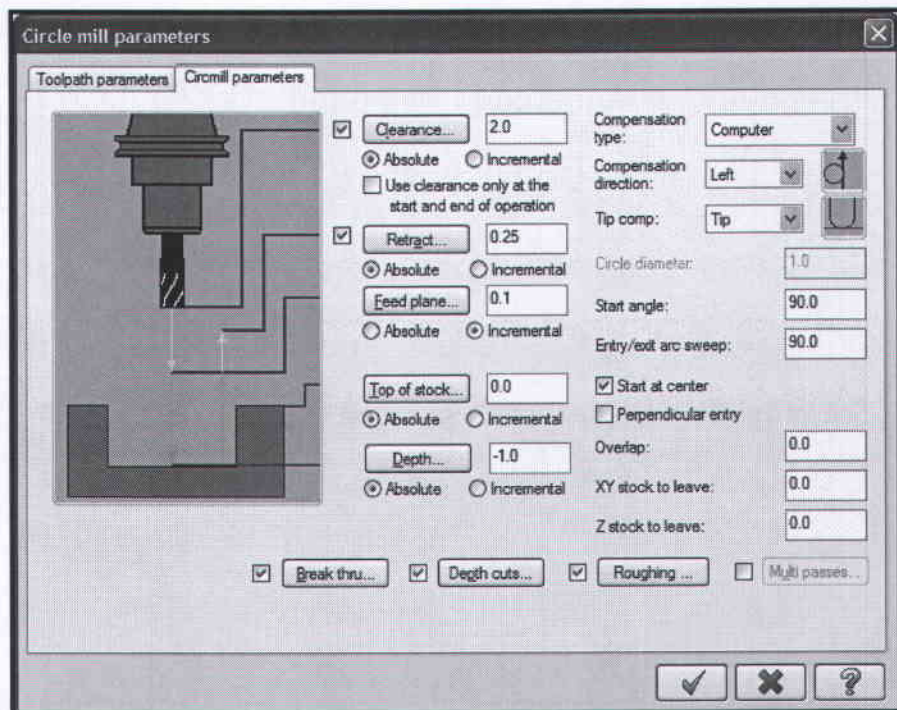 Circle mill parameters
Toolpath parameters
Circmill parameters
Clearance...
2.0
Absolute
Incremental
Use clearance only at the
start and end of operation
Retract...
0.25
Absolute
Incremental
Feed plane...
0.1
Absolute
Incremental
Top of stock...
0.0
Absolute
Incremental
Depth...
-1.0
Absolute
Incremental
Compensation
type:
Computer
Compensation
direction:
Left
Tip comp:
Tip
Circle diameter:
1.0
Start angle:
90.0
Entry/exit arc sweep:
90.0
Start at center
Perpendicular entry
Overlap:
0.0
XY stock to leave:
0.0
Z stock to leave:
0.0
Break thru...
Depth cuts...
Roughing ...
Multi passes...